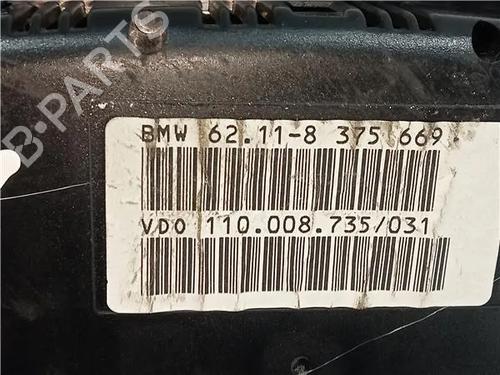 B-PARTS
BMW 62.11-8 375 669
VDO 110.008.735/031